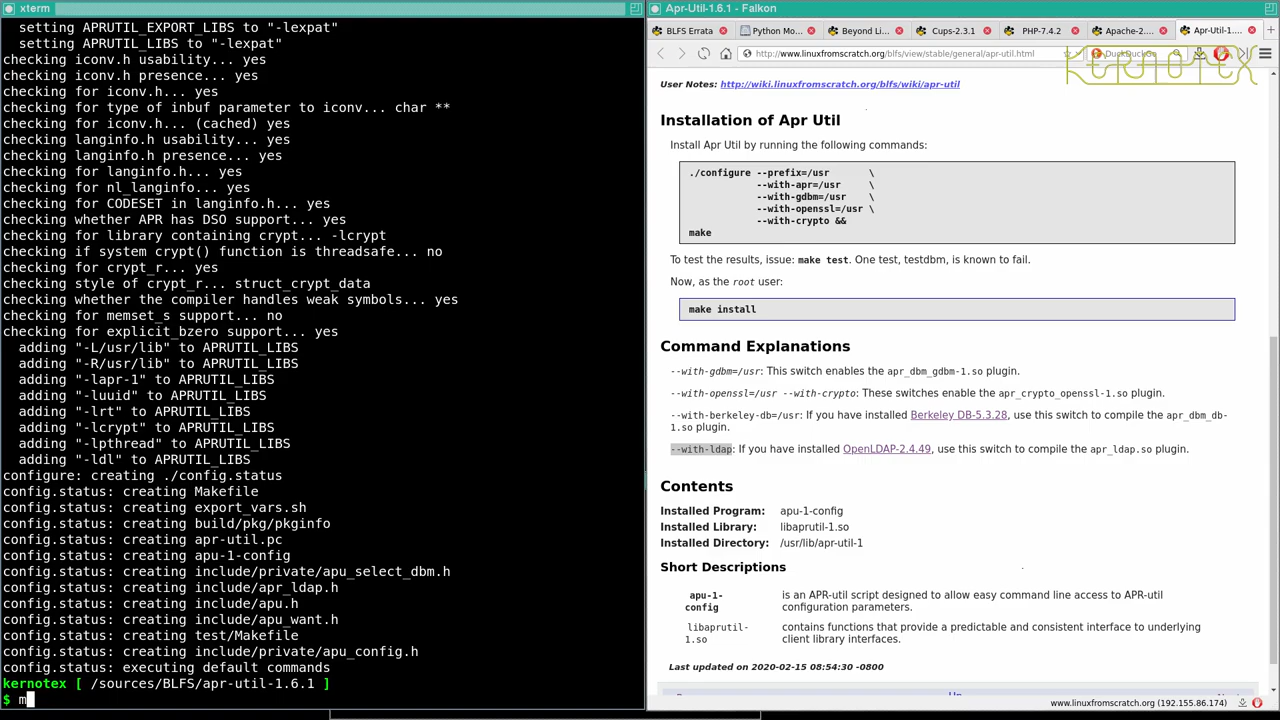 xterm
setting APRUTIL_EXPORT_LIBS to "-lexpat"
setting APRUTIL_LIBS to "-lexpat"
checking iconv.h usability... yes
checking iconv.h presence... yes
checking for iconv.h... yes
checking for type of inbuf parameter to iconv... char **
checking for iconv.h... (cached) yes
checking langinfo.h usability... yes
checking langinfo.h presence... yes
checking for langinfo.h... yes
checking for nl_langinfo... yes
checking for CODESET in langinfo.h... yes
checking whether APR has DSO support... yes
checking for library containing crypt... -lcrypt
checking if system crypt() function is threadsafe... no
checking for crypt_r... yes
checking style of crypt_r... struct_crypt_data
checking whether the compiler handles weak symbols... yes
checking for memset_s support... no
checking for explicit_bzero support... yes
adding "-L/usr/lib" to APRUTIL_LIBS
adding "-R/usr/lib" to APRUTIL_LIBS
adding "-lapr-1" to APRUTIL_LIBS
adding "-luuid" to APRUTIL_LIBS
adding "-lrt" to APRUTIL_LIBS
adding "-lcrypt" to APRUTIL_LIBS
adding "-lpthread" to APRUTIL_LIBS
adding "-ldl" to APRUTIL_LIBS
configure: creating ./config.status
config.status: creating Makefile
config.status: creating export_vars.sh
config.status: creating build/pkg/pkginfo
config.status: creating apr-util.pc
config.status: creating apu-1-config
config.status: creating include/private/apu_select_dbm.h
config.status: creating include/apr_ldap.h
config.status: creating include/apu.h
config.status: creating include/apu_want.h
config.status: creating test/Makefile
config.status: creating include/private/apu_config.h
config.status: executing default commands
kernotex [ /sources/BLFS/apr-util-1.6.1 ]
$ m
Apr-Util-1.6.1 - Falkon
BLFS Errata
Python Mo...
Beyond Li...
Cups-2.3.1
PHP-7.4.2
Apache-2....
Apr-Util-1....
http://www.linuxfromscratch.org/blfs/view/stable/general/apr-util.html
DuckDuckGo
KERNOTEX
User Notes: http://wiki.linuxfromscratch.org/blfs/wiki/apr-util
Installation of Apr Util
Install Apr Util by running the following commands:
./configure --prefix=/usr \
--with-apr=/usr \
--with-gdbm=/usr \
--with-openssl=/usr \
--with-crypto &&
make
To test the results, issue: make test. One test, testdbm, is known to fail.
Now, as the root user:
make install
Command Explanations
--with-gdbm=/usr: This switch enables the apr_dbm_gdbm-1.so plugin.
--with-openssl=/usr --with-crypto: These switches enable the apr_crypto_openssl-1.so plugin.
--with-berkeley-db=/usr: If you have installed Berkeley DB-5.3.28, use this switch to compile the apr_dbm_db-
1.so plugin.
--with-ldap: If you have installed OpenLDAP-2.4.49, use this switch to compile the apr_ldap.so plugin.
Contents
Installed Program: apu-1-config
Installed Library: libaprutil-1.so
Installed Directory: /usr/lib/apr-util-1
Short Descriptions
apu-1-
config
is an APR-util script designed to allow easy command line access to APR-util
configuration parameters.
libaprutil-
1.so
contains functions that provide a predictable and consistent interface to underlying
client library interfaces.
Last updated on 2020-02-15 08:54:30 -0800
www.linuxfromscratch.org (192.155.86.174)